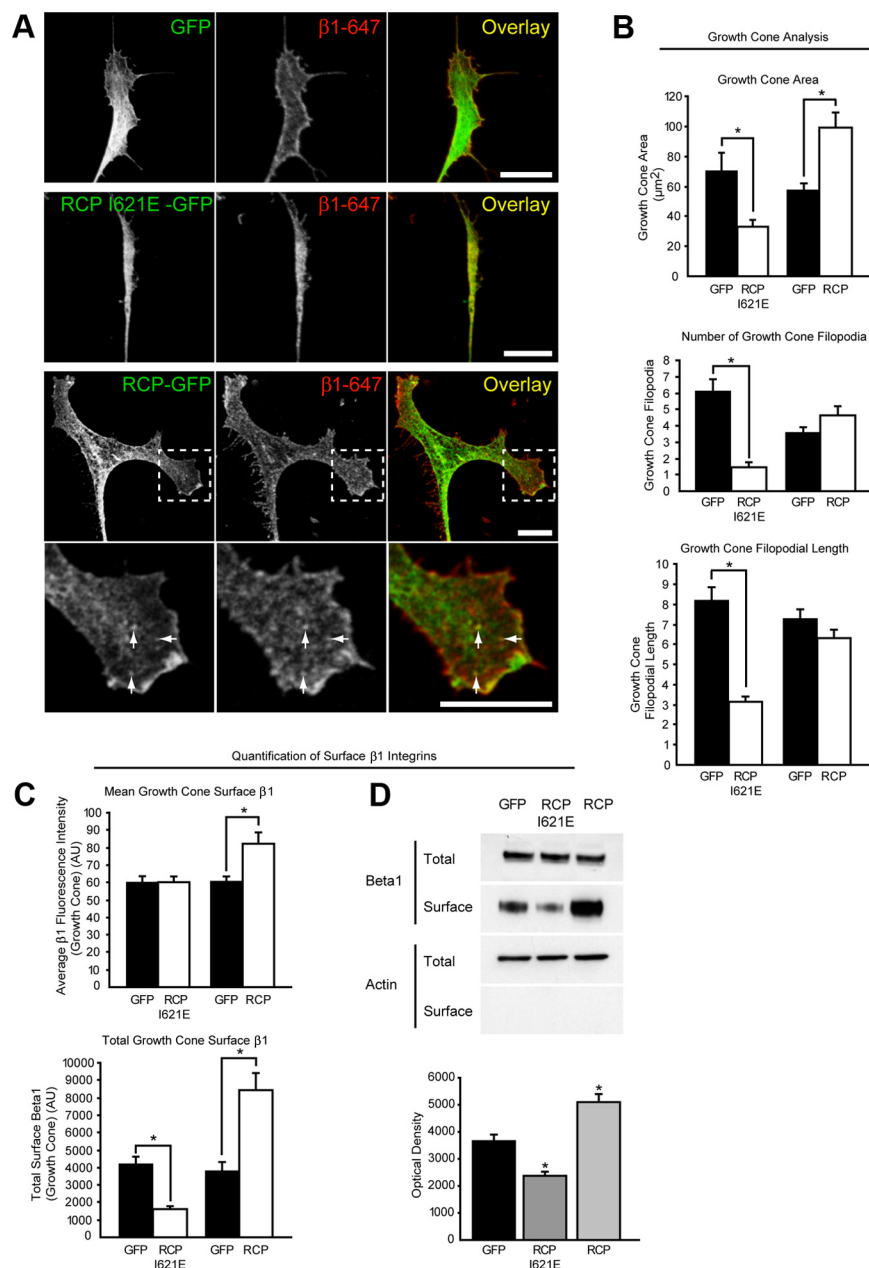 A
GFP
β1-647
Overlay
RCP I621E -GFP
β1-647
Overlay
RCP-GFP
β1-647
Overlay
B
Growth Cone Analysis
Growth Cone Area
Growth Cone Area
(µm2)
120
100
80
60
40
20
0
*
*
GFP RCP GFP RCP
I621E
Number of Growth Cone Filopodia
Growth Cone Filopodia
8
7
6
5
4
3
2
1
0
*
GFP RCP GFP RCP
I621E
Growth Cone Filopodial Length
Growth Cone
Filopodial Length
10
9
8
7
6
5
4
3
2
1
0
*
GFP RCP GFP RCP
I621E
Quantification of Surface β1 Integrins
C
Mean Growth Cone Surface β1
Average β1 Fluorescence Intensity
(Growth Cone) (AU)
100
90
80
70
60
50
40
30
20
10
0
*
GFP RCP GFP RCP
I621E
Total Growth Cone Surface β1
Total Surface Beta1
(Growth Cone) (AU)
10000
9000
8000
7000
6000
5000
4000
3000
2000
1000
0
*
*
GFP RCP GFP RCP
I621E
D
GFP RCP RCP
I621E
Beta1
Total
Surface
Actin
Total
Surface
Optical Density
6000
5000
4000
3000
2000
1000
0
*
*
GFP RCP RCP
I621E